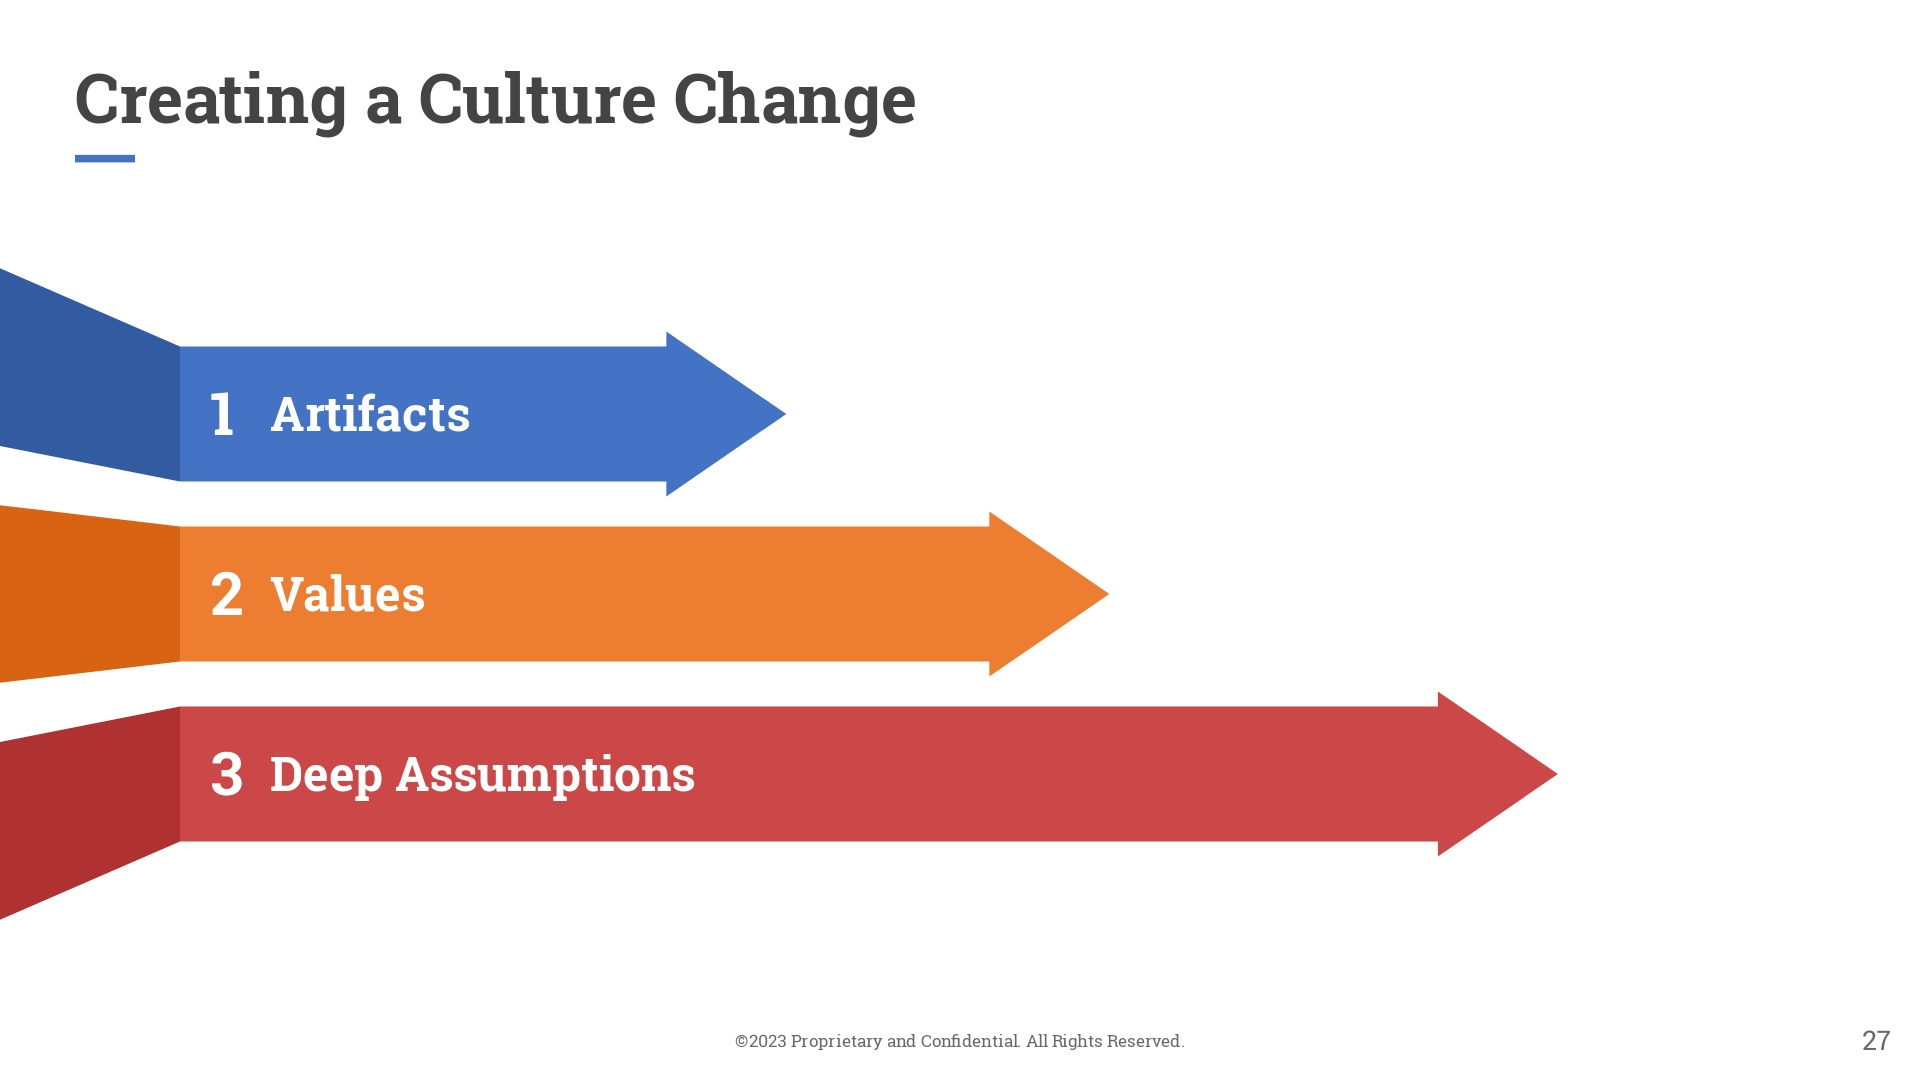 Creating a Culture Change
1 Artifacts
2 Values
3 Deep Assumptions
©2023 Proprietary and Confidential. All Rights Reserved.
27